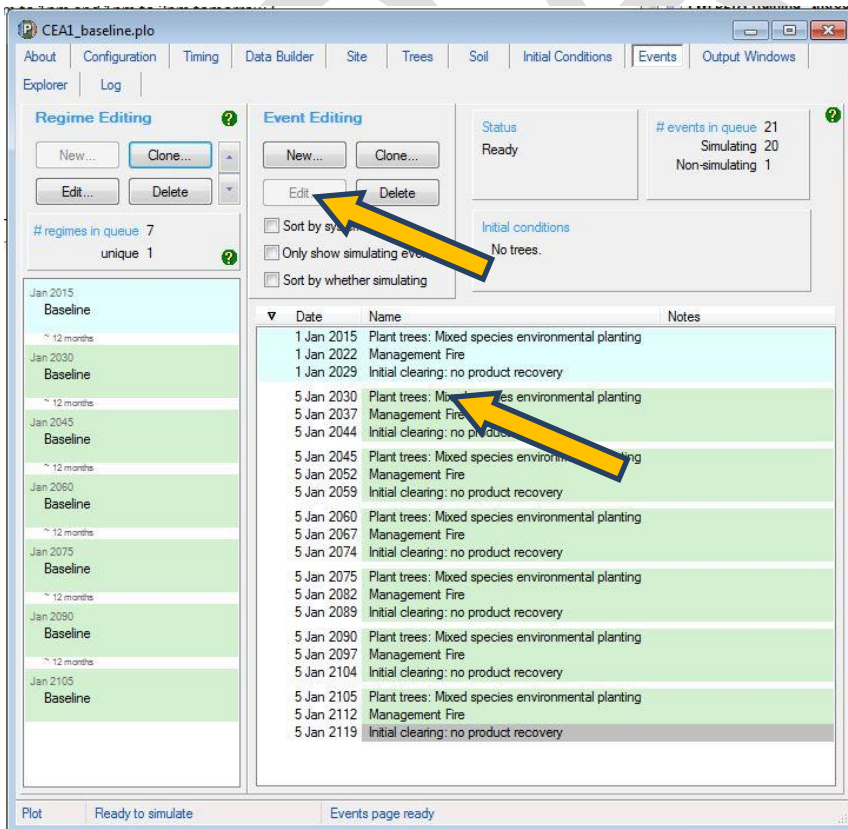 CEA1_baseline.plo
About Configuration Timing Data Builder Site Trees Soil Initial Conditions Events Output Windows
Explorer Log
Regime Editing
New... Clone...
Edit... Delete
# regimes in queue 7
unique 1
Jan 2015
Baseline
~ 12 months
Jan 2030
Baseline
~ 12 months
Jan 2045
Baseline
~ 12 months
Jan 2060
Baseline
~ 12 months
Jan 2075
Baseline
~ 12 months
Jan 2090
Baseline
~ 12 months
Jan 2105
Baseline
Event Editing
New... Clone...
Edit... Delete
Sort by
Only show simulating
Sort by whether simulating
Status
Ready
# events in queue 21
Simulating 20
Non-simulating 1
Initial conditions
No trees.
Date Name Notes
1 Jan 2015 Plant trees: Mixed species environmental planting
1 Jan 2022 Management Fire
1 Jan 2029 Initial clearing: no product recovery
5 Jan 2030 Plant trees: species environmental planting
5 Jan 2037 Management Fire
5 Jan 2044 Initial clearing: no
5 Jan 2045 Plant trees: Mixed species
5 Jan 2052 Management Fire
5 Jan 2059 Initial clearing: no product recovery
5 Jan 2060 Plant trees: Mixed species environmental planting
5 Jan 2067 Management Fire
5 Jan 2074 Initial clearing: no product recovery
5 Jan 2075 Plant trees: Mixed species environmental planting
5 Jan 2082 Management Fire
5 Jan 2089 Initial clearing: no product recovery
5 Jan 2090 Plant trees: Mixed species environmental planting
5 Jan 2097 Management Fire
5 Jan 2104 Initial clearing: no product recovery
5 Jan 2105 Plant trees: Mixed species environmental planting
5 Jan 2112 Management Fire
5 Jan 2119 Initial clearing: no product recovery
Plot Ready to simulate Events page ready